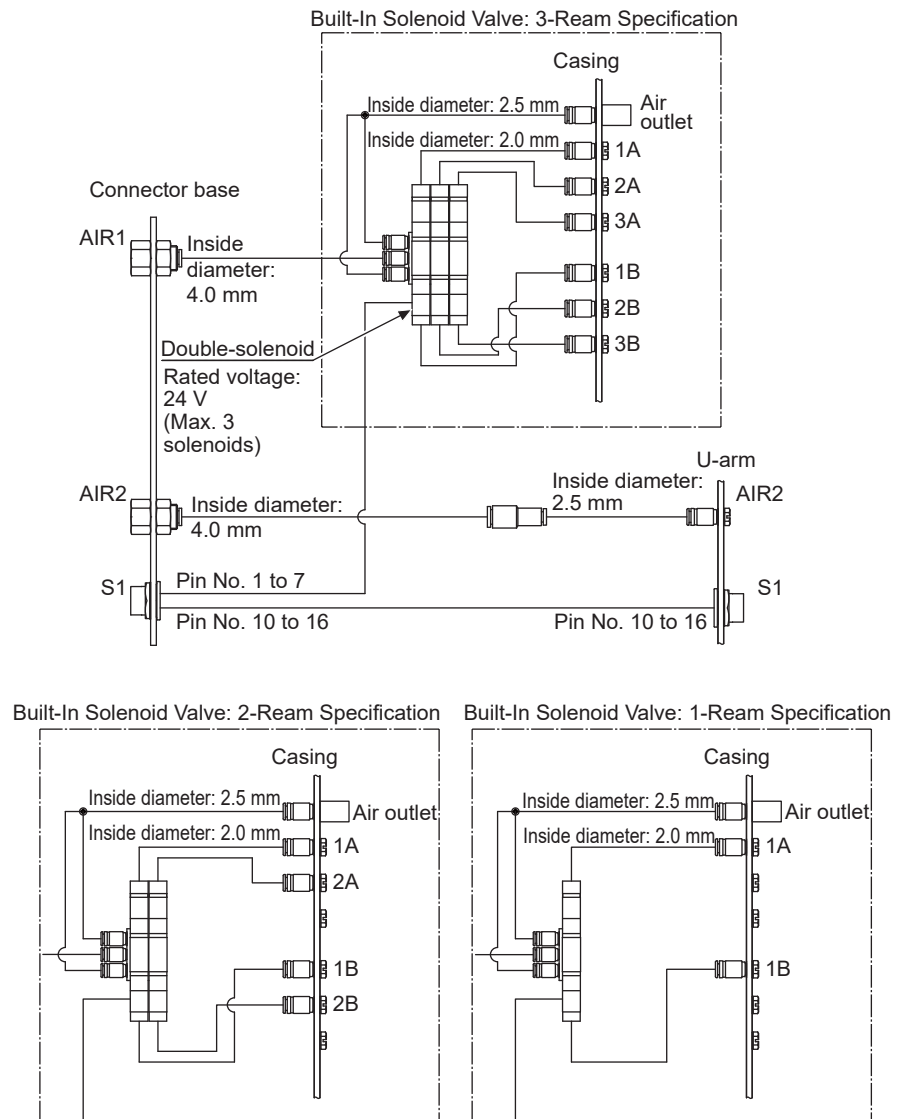 Built-In Solenoid Valve: 3-Ream Specification
Casing
Inside diameter: 2.5 mm
Air
outlet
Inside diameter: 2.0 mm
1A
2A
3A
1B
2B
3B
Connector base
AIR1
Inside
diameter:
4.0 mm
Double-solenoid
Rated voltage:
24 V
(Max. 3
solenoids)
U-arm
AIR2
Inside diameter:
4.0 mm
Inside diameter:
2.5 mm
AIR2
S1
Pin No. 1 to 7
S1
Pin No. 10 to 16
Pin No. 10 to 16
Built-In Solenoid Valve: 2-Ream Specification
Casing
Inside diameter: 2.5 mm
Air outlet
Inside diameter: 2.0 mm
1A
2A
1B
2B
Built-In Solenoid Valve: 1-Ream Specification
Casing
Inside diameter: 2.5 mm
Air outlet
Inside diameter: 2.0 mm
1A
1B